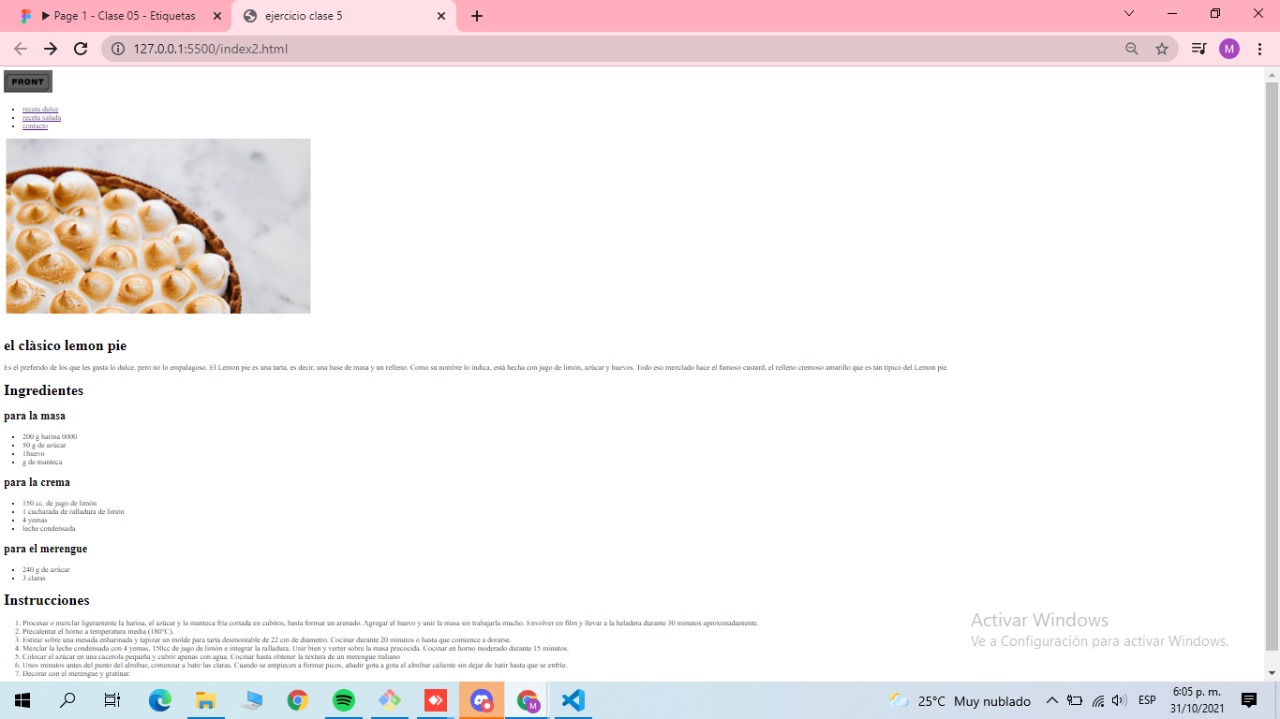 Page 1 - Clase 05 - Etiquetas
ejercicio clase 5
127.0.0.1:5500/index2.html
M
FRONT
receta dulce
receta salada
contacto
el clàsico lemon pie
Es el preferido de los que les gusta lo dulce, pero no lo empalagoso. El Lemon pie es una tarta, es decir, una base de masa y un relleno. Como su nombre lo indica, está hecha con jugo de limón, azúcar y huevos. Todo eso mezclado hace el famoso custard, el relleno cremoso amarillo que es tan típico del Lemon pie.
Ingredientes
para la masa
200 g harina 0000
50 g de azúcar
1huevo
g de manteca
para la crema
150 cc. de jugo de limón
1 cucharada de ralladura de limón
4 yemas
leche condensada
para el merengue
240 g de azúcar
3 claras
Instrucciones
1. Procesar o mezclar ligeramente la harina, el azúcar y la manteca fría cortada en cubitos, hasta formar un arenado. Agregar el huevo y unir la masa sin trabajarla mucho. Envolver en film y llevar a la heladera durante 30 minutos aproximadamente.
2. Precalentar el horno a temperatura media (180°C).
3. Estirar sobre una mesada enharinada y tapizar un molde para tarta desmontable de 22 cm de diámetro. Cocinar durante 20 minutos o hasta que comience a dorarse.
4. Mezclar la leche condensada con 4 yemas, 150cc de jugo de limón e integrar la ralladura. Unir bien y verter sobre la masa precocida. Cocinar en horno moderado durante 15 minutos.
5. Colocar el azúcar en una cacerola pequeña y cubrir apenas con agua. Cocinar hasta obtener la textura de un merengue italiano
6. Unos minutos antes del punto del almíbar, comenzar a batir las claras. Cuando se empiecen a formar picos, añadir gota a gota el almíbar caliente sin dejar de batir hasta que se enfríe.
7. Decorar con el merengue y gratinar.
Activar Windows
Ve a Configuración para activar Windows.
M
25°C Muy nublado
ESP
6:05 p. m.
31/10/2021